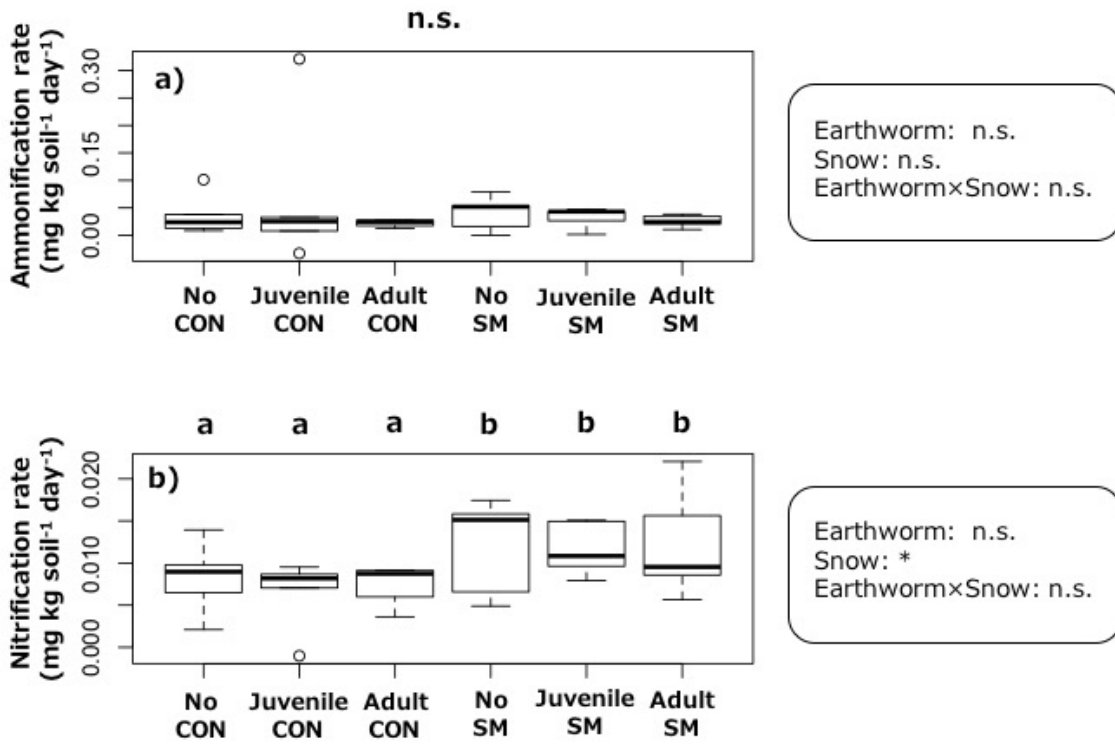 n.s.
Ammonification rate
(mg kg soil⁻¹ day⁻¹)
0.30
0.15
0.00
a)
No
CON
Juvenile
CON
Adult
CON
No
SM
Juvenile
SM
Adult
SM
Earthworm: n.s.
Snow: n.s.
Earthworm×Snow: n.s.
a a a b b b
Nitrification rate
(mg kg soil⁻¹ day⁻¹)
0.020
0.010
0.000
b)
No
CON
Juvenile
CON
Adult
CON
No
SM
Juvenile
SM
Adult
SM
Earthworm: n.s.
Snow: *
Earthworm×Snow: n.s.